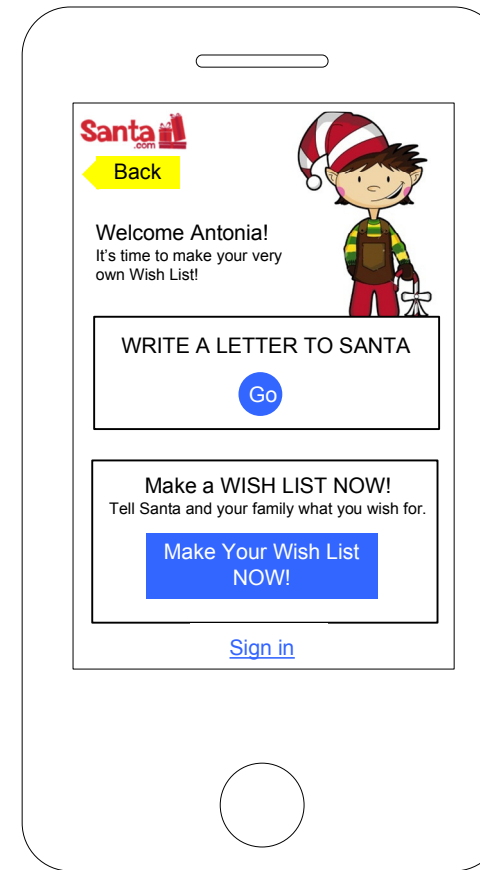 Santa
.com
Back
Welcome Antonia!
It's time to make your very
own Wish List!
WRITE A LETTER TO SANTA
Go
Make a WISH LIST NOW!
Tell Santa and your family what you wish for.
Make Your Wish List
NOW!
Sign in